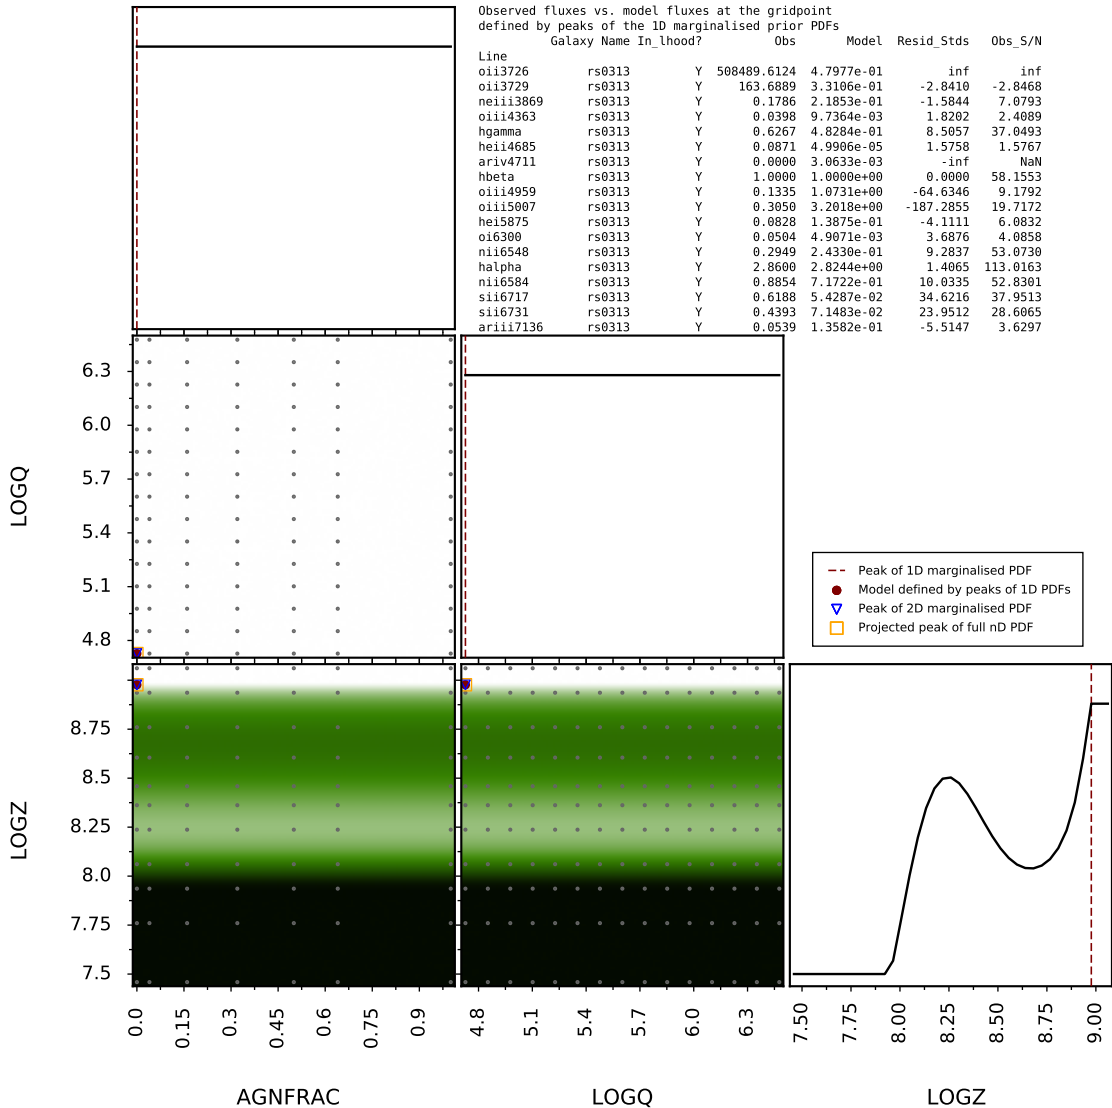 Observed fluxes vs. model fluxes at the gridpoint
defined by peaks of the 1D marginalised prior PDFs
Galaxy Name In_lhood? Obs Model Resid_Stds Obs_S/N
Line
oii3726 rs0313 Y 508489.6124 4.7977e-01 inf inf
oii3729 rs0313 Y 163.6889 3.3106e-01 -2.8410 -2.8468
neiii3869 rs0313 Y 0.1786 2.1853e-01 -1.5844 7.0793
oiii4363 rs0313 Y 0.0398 9.7364e-03 1.8202 2.4089
hgamma rs0313 Y 0.6267 4.8284e-01 8.5057 37.0493
heii4685 rs0313 Y 0.0871 4.9906e-05 1.5758 1.5767
ariv4711 rs0313 Y 0.0000 3.0633e-03 -inf NaN
hbeta rs0313 Y 1.0000 1.0000e+00 0.0000 58.1553
oiii4959 rs0313 Y 0.1335 1.0731e+00 -64.6346 9.1792
oiii5007 rs0313 Y 0.3050 3.2018e+00 -187.2855 19.7172
hei5875 rs0313 Y 0.0828 1.3875e-01 -4.1111 6.0832
oi6300 rs0313 Y 0.0504 4.9071e-03 3.6876 4.0858
nii6548 rs0313 Y 0.2949 2.4330e-01 9.2837 53.0730
halpha rs0313 Y 2.8600 2.8244e+00 1.4065 113.0163
nii6584 rs0313 Y 0.8854 7.1722e-01 10.0335 52.8301
sii6717 rs0313 Y 0.6188 5.4287e-02 34.6216 37.9513
sii6731 rs0313 Y 0.4393 7.1483e-02 23.9512 28.6065
ariii7136 rs0313 Y 0.0539 1.3582e-01 -5.5147 3.6297
6.3
6.0
5.7
5.4
5.1
4.8
LOGQ
Peak of 1D marginalised PDF
Model defined by peaks of 1D PDFs
Peak of 2D marginalised PDF
Projected peak of full nD PDF
8.75
8.5
8.25
8.0
7.75
7.5
LOGZ
0.0 0.15 0.3 0.45 0.6 0.75 0.9
4.8 5.1 5.4 5.7 6.0 6.3
7.50 7.75 8.00 8.25 8.50 8.75 9.00
AGNFRAC LOGQ LOGZ